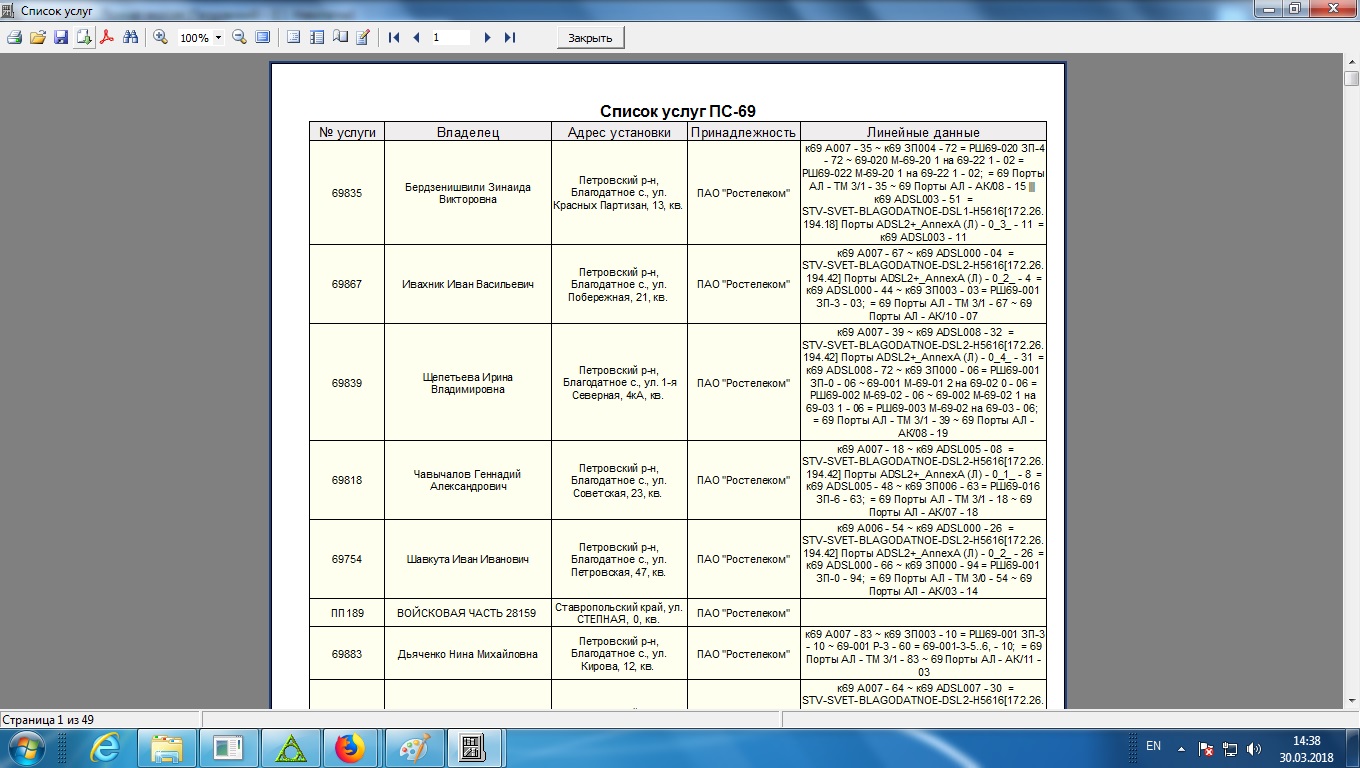 Список услуг
100%
1
Закрыть
Список услуг ПС-69
№ услуги
Владелец
Адрес установки
Принадлежность
Линейные данные
69835
Бердзенишвили Зинаида
Викторовна
Петровский р-н,
Благодатное с., ул.
Красных Партизан, 13, кв.
ПАО "Ростелеком"
к69 А007 - 35 ~ к69 ЗП004 - 72 = РШ69-020 ЗП-4
- 72 ~ 69-020 М-69-20 1 на 69-22 1 - 02 =
РШ69-022 М-69-20 1 на 69-22 1 - 02; = 69 Порты
АЛ - ТМ 3/1 - 35 ~ 69 Порты АЛ - АК/08 - 15 |||
к69 ADSL003 - 51 =
STV-SVET-BLAGODATNOE-DSL1-H5616[172.26.
194.18] Порты ADSL2+_AnnexA (Л) - 0_3_ - 11 =
к69 ADSL003 - 11
69867
Ивахник Иван Васильевич
Петровский р-н,
Благодатное с., ул.
Побережная, 21, кв.
ПАО "Ростелеком"
к69 А007 - 67 ~ к69 ADSL000 - 04 =
STV-SVET-BLAGODATNOE-DSL2-H5616[172.26.
194.42] Порты ADSL2+_AnnexA (Л) - 0_2_ - 4 =
к69 ADSL000 - 44 ~ к69 ЗП003 - 03 = РШ69-001
ЗП-3 - 03; = 69 Порты АЛ - ТМ 3/1 - 67 ~ 69
Порты АЛ - АК/10 - 07
69839
Щепетьева Ирина
Владимировна
Петровский р-н,
Благодатное с., ул. 1-я
Северная, 4кА, кв.
ПАО "Ростелеком"
к69 А007 - 39 ~ к69 ADSL008 - 32 =
STV-SVET-BLAGODATNOE-DSL2-H5616[172.26.
194.42] Порты ADSL2+_AnnexA (Л) - 0_4_ - 31 =
к69 ADSL008 - 72 ~ к69 ЗП000 - 06 = РШ69-001
ЗП-0 - 06 ~ 69-001 М-69-01 2 на 69-02 0 - 06 =
РШ69-002 М-69-02 - 06 ~ 69-002 М-69-02 1 на
69-03 1 - 06 = РШ69-003 М-69-02 на 69-03 - 06;
= 69 Порты АЛ - ТМ 3/1 - 39 ~ 69 Порты АЛ -
АК/08 - 19
69818
Чавычалов Геннадий
Александрович
Петровский р-н,
Благодатное с., ул.
Советская, 23, кв.
ПАО "Ростелеком"
к69 А007 - 18 ~ к69 ADSL005 - 08 =
STV-SVET-BLAGODATNOE-DSL2-H5616[172.26.
194.42] Порты ADSL2+_AnnexA (Л) - 0_1_ - 8 =
к69 ADSL005 - 48 ~ к69 ЗП006 - 63 = РШ69-016
ЗП-6 - 63; = 69 Порты АЛ - ТМ 3/1 - 18 ~ 69
Порты АЛ - АК/07 - 18
69754
Шавкута Иван Иванович
Петровский р-н,
Благодатное с., ул.
Петровская, 47, кв.
ПАО "Ростелеком"
к69 А006 - 54 ~ к69 ADSL000 - 26 =
STV-SVET-BLAGODATNOE-DSL2-H5616[172.26.
194.42] Порты ADSL2+_AnnexA (Л) - 0_2_ - 26 =
к69 ADSL000 - 66 ~ к69 ЗП000 - 94 = РШ69-001
ЗП-0 - 94; = 69 Порты АЛ - ТМ 3/0 - 54 ~ 69
Порты АЛ - АК/03 - 14
ПП189
ВОЙСКОВАЯ ЧАСТЬ 28159
Ставропольский край, ул.
СТЕПНАЯ, 0, кв.
ПАО "Ростелеком"
69883
Дьяченко Нина Михайловна
Петровский р-н,
Благодатное с., ул.
Кирова, 12, кв.
ПАО "Ростелеком"
к69 А007 - 83 ~ к69 ЗП003 - 10 = РШ69-001 ЗП-3
- 10 ~ 69-001 Р-3 - 60 = 69-001-3-5..6, - 10; = 69
Порты АЛ - ТМ 3/1 - 83 ~ 69 Порты АЛ - АК/11 -
03
к69 А007 - 64 ~ к69 ADSL007 - 30 =
STV-SVET-BLAGODATNOE-DSL2-H5616[172.26.
Страница 1 из 49
EN
14:38
30.03.2018